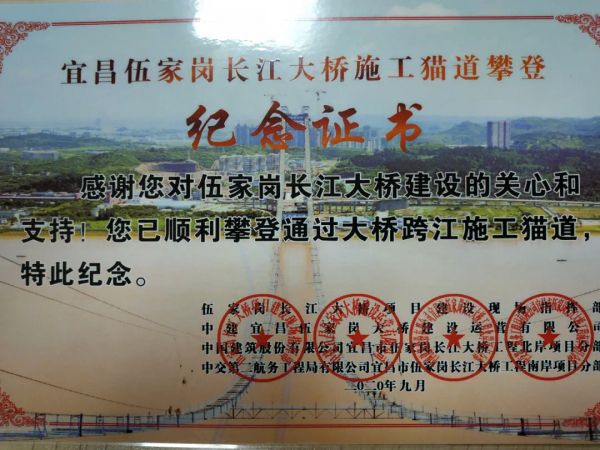 宜昌伍家岗长江大桥施工猫道攀登
纪念证书
感谢您对伍家岗长江大桥建设的关心和
支持！您已顺利攀登通过大桥跨江施工猫道，
特此纪念。
伍家岗长江大桥项目建设现场指挥部
中建宜昌伍家岗大桥建设运营有限公司
中国建筑股份有限公司宜昌市伍家岗长江大桥工程北岸项目分部
中交第二航务工程局有限公司宜昌市伍家岗长江大桥工程南岸项目分部
二〇二〇年九月